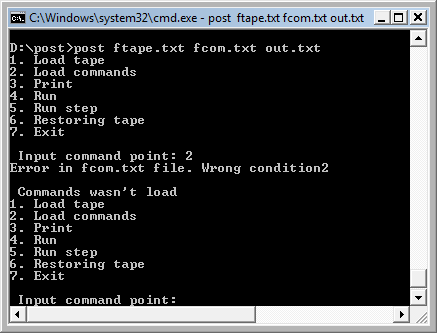 C:\Windows\system32\cmd.exe - post ftape.txt fcom.txt out.txt
D:\post>post ftape.txt fcom.txt out.txt
1. Load tape
2. Load commands
3. Print
4. Run
5. Run step
6. Restoring tape
7. Exit
Input command point: 2
Error in fcom.txt file. Wrong condition2
Commands wasn't load
1. Load tape
2. Load commands
3. Print
4. Run
5. Run step
6. Restoring tape
7. Exit
Input command point: